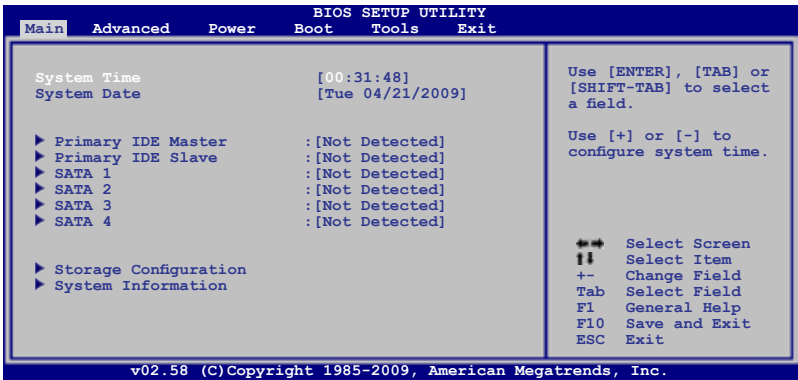 BIOS SETUP UTILITY
Main Advanced Power Boot Tools Exit
System Time [00:31:48]
System Date [Tue 04/21/2009]
Primary IDE Master :[Not Detected]
Primary IDE Slave :[Not Detected]
SATA 1 :[Not Detected]
SATA 2 :[Not Detected]
SATA 3 :[Not Detected]
SATA 4 :[Not Detected]
Storage Configuration
System Information
Use [ENTER], [TAB] or
[SHIFT-TAB] to select
a field.
Use [+] or [-] to
configure system time.
←→ Select Screen
↑↓ Select Item
+- Change Field
Tab Select Field
F1 General Help
F10 Save and Exit
ESC Exit
v02.58 (C)Copyright 1985-2009, American Megatrends, Inc.